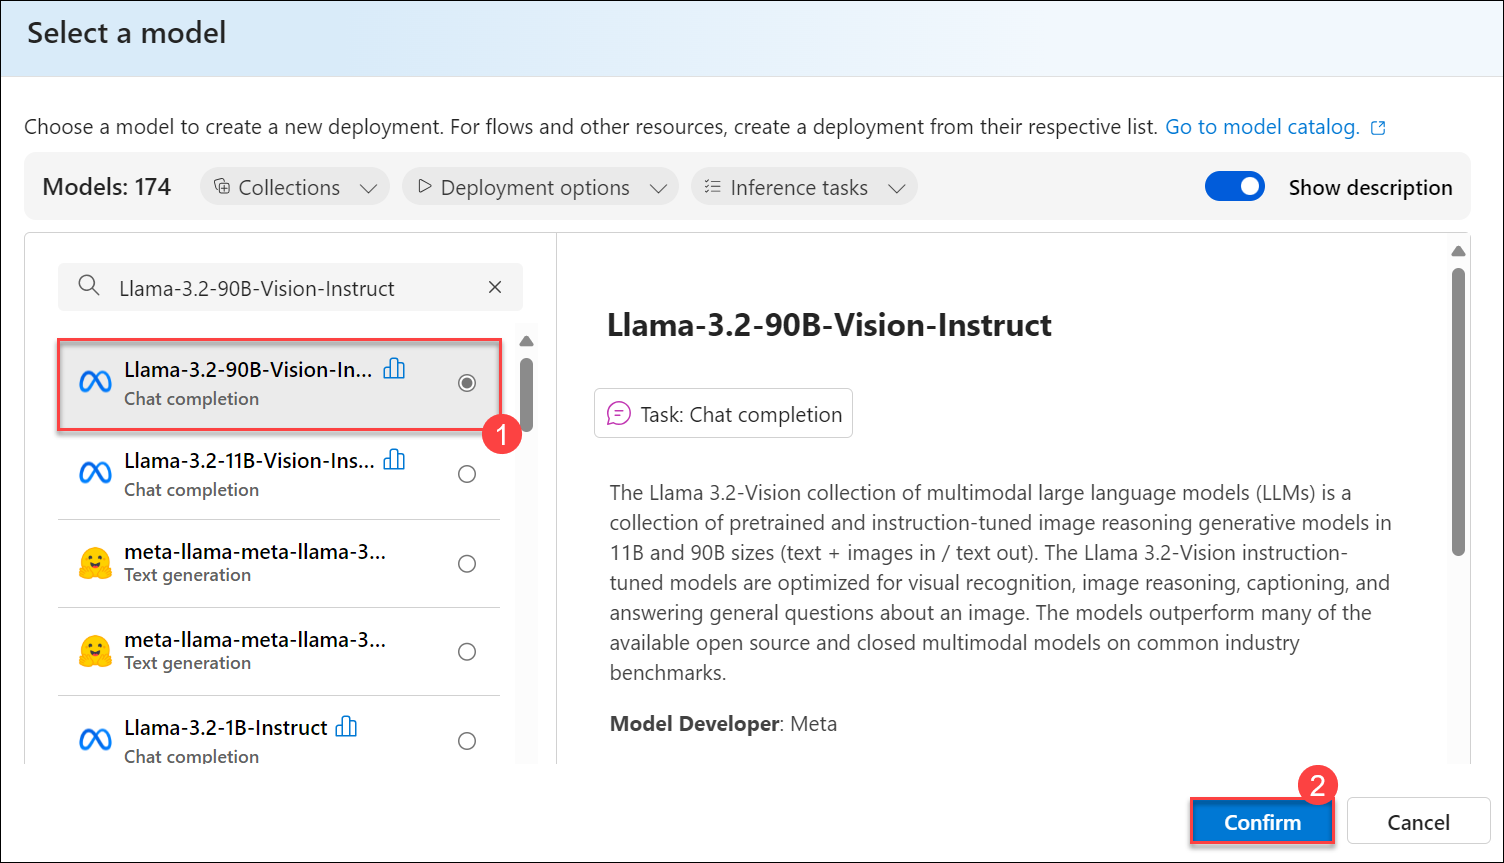 Select a model
Choose a model to create a new deployment. For flows and other resources, create a deployment from their respective list. Go to model catalog.
Models: 174
Collections
Deployment options
Inference tasks
Show description
Llama-3.2-90B-Vision-Instruct
Llama-3.2-90B-Vision-In...
Chat completion
1
Llama-3.2-11B-Vision-Ins...
Chat completion
meta-llama-meta-llama-3...
Text generation
meta-llama-meta-llama-3...
Text generation
Llama-3.2-1B-Instruct
Chat completion
Llama-3.2-90B-Vision-Instruct
Task: Chat completion
The Llama 3.2-Vision collection of multimodal large language models (LLMs) is a
collection of pretrained and instruction-tuned image reasoning generative models in
11B and 90B sizes (text + images in / text out). The Llama 3.2-Vision instruction-
tuned models are optimized for visual recognition, image reasoning, captioning, and
answering general questions about an image. The models outperform many of the
available open source and closed multimodal models on common industry
benchmarks.
Model Developer: Meta
2
Confirm
Cancel